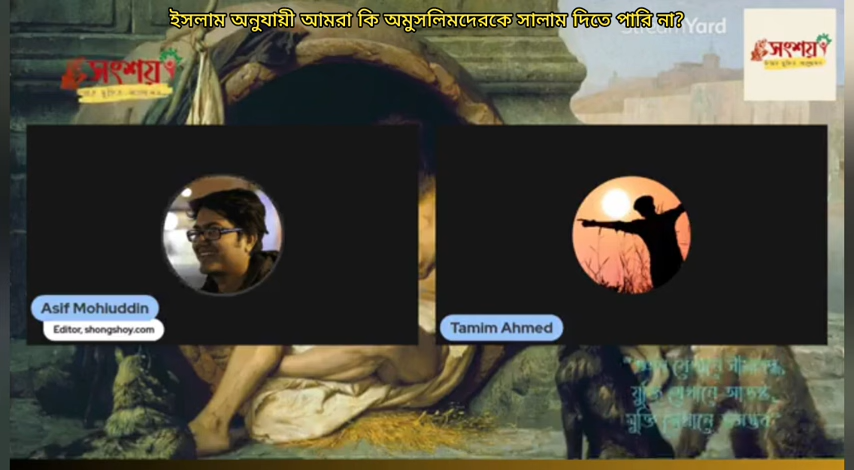 ইসলাম অনুযায়ী আমরা কি অমুসলিমদেরকে সালাম দিতে পারি না?
StreamYard
সংশয়
সংশয়
Asif Mohiuddin
Editor, shongshoy.com
Tamim Ahmed
যুক্তি সেখানে
মুক্তি সেখানে